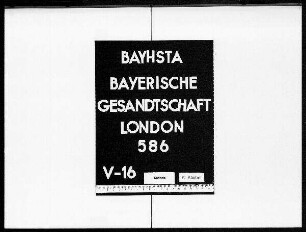 BAYHSTA
BAYERISCHE
GESANDTSCHAFT
LONDON
586
V-16